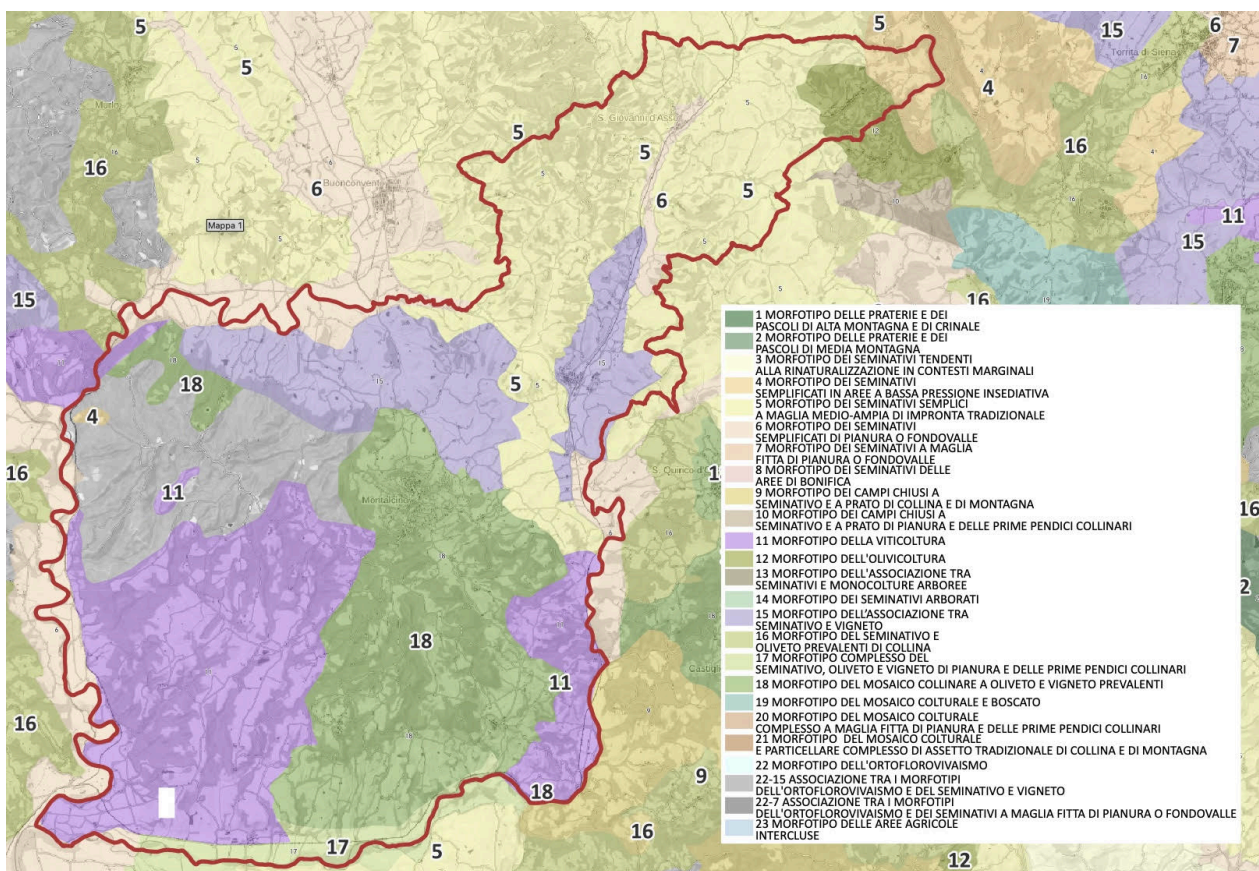 5
5
15
6
7
Torrita di Siena
5
4
Murlo
S. Giovanni d'Asso
5
5
12
16
16
6
Buonconvento
6
5
11
Mappa 1
15
15
16
19
18
15
5
4
16
11
S. Quirico d'O
Montalcino
16
2
18
11
Castiglio
16
9
18
16
17
5
12
1 MORFOTIPO DELLE PRATERIE E DEI
PASCOLI DI ALTA MONTAGNA E DI CRINALE
2 MORFOTIPO DELLE PRATERIE E DEI
PASCOLI DI MEDIA MONTAGNA
3 MORFOTIPO DEI SEMINATIVI TENDENTI
ALLA RINATURALIZZAZIONE IN CONTESTI MARGINALI
4 MORFOTIPO DEI SEMINATIVI
SEMPLIFICATI IN AREE A BASSA PRESSIONE INSEDIATIVA
5 MORFOTIPO DEI SEMINATIVI SEMPLICI
A MAGLIA MEDIO-AMPIA DI IMPRONTA TRADIZIONALE
6 MORFOTIPO DEI SEMINATIVI
SEMPLIFICATI DI PIANURA O FONDOVALLE
7 MORFOTIPO DEI SEMINATIVI A MAGLIA
FITTA DI PIANURA O FONDOVALLE
8 MORFOTIPO DEI SEMINATIVI DELLE
AREE DI BONIFICA
9 MORFOTIPO DEI CAMPI CHIUSI A
SEMINATIVO E A PRATO DI COLLINA E DI MONTAGNA
10 MORFOTIPO DEI CAMPI CHIUSI A
SEMINATIVO E A PRATO DI PIANURA E DELLE PRIME PENDICI COLLINARI
11 MORFOTIPO DELLA VITICOLTURA
12 MORFOTIPO DELL'OLIVICOLTURA
13 MORFOTIPO DELL'ASSOCIAZIONE TRA
SEMINATIVI E MONOCOLTURE ARBOREE
14 MORFOTIPO DEI SEMINATIVI ARBORATI
15 MORFOTIPO DELL'ASSOCIAZIONE TRA
SEMINATIVO E VIGNETO
16 MORFOTIPO DEL SEMINATIVO E
OLIVETO PREVALENTI DI COLLINA
17 MORFOTIPO COMPLESSO DEL
SEMINATIVO, OLIVETO E VIGNETO DI PIANURA E DELLE PRIME PENDICI COLLINARI
18 MORFOTIPO DEL MOSAICO COLLINARE A OLIVETO E VIGNETO PREVALENTI
19 MORFOTIPO DEL MOSAICO COLTURALE E BOSCATO
20 MORFOTIPO DEL MOSAICO COLTURALE
COMPLESSO A MAGLIA FITTA DI PIANURA E DELLE PRIME PENDICI COLLINARI
21 MORFOTIPO DEL MOSAICO COLTURALE
E PARTICELLARE COMPLESSO DI ASSETTO TRADIZIONALE DI COLLINA E DI MONTAGNA
22 MORFOTIPO DELL'ORTOFLOROVIVAISMO
22-15 ASSOCIAZIONE TRA I MORFOTIPI
DELL'ORTOFLOROVIVAISMO E DEL SEMINATIVO E VIGNETO
22-7 ASSOCIAZIONE TRA I MORFOTIPI
DELL'ORTOFLOROVIVAISMO E DEI SEMINATIVI A MAGLIA FITTA DI PIANURA O FONDOVALLE
23 MORFOTIPO DELLE AREE AGRICOLE
INTERCLUSE